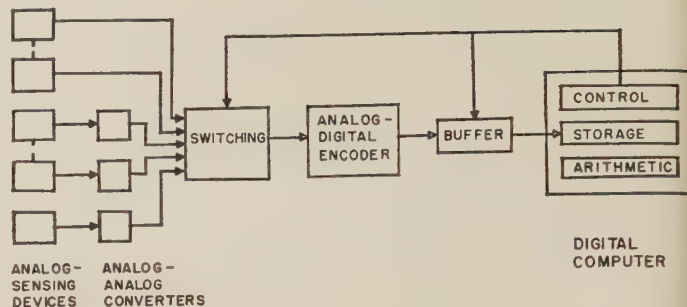 SWITCHING
ANALOG-
DIGITAL
ENCODER
BUFFER
CONTROL
STORAGE
ARITHMETIC
DIGITAL
COMPUTER
ANALOG-
SENSING
DEVICES
ANALOG-
ANALOG
CONVERTERS